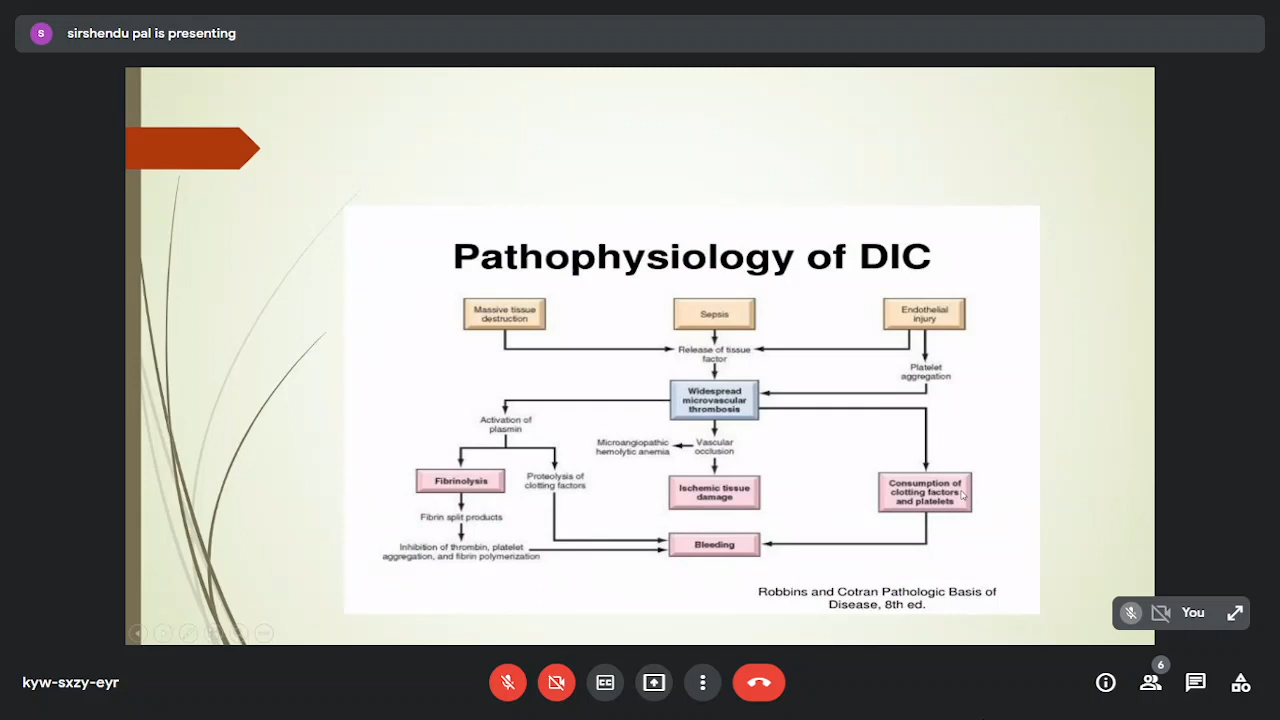 S
sirshendu pal is presenting
Pathophysiology of DIC
Massive tissue
destruction
Sepsis
Endothelial
injury
Release of tissue
factor
Platelet
aggregation
Widespread
microvascular
thrombosis
Activation of
plasmin
Microangiopathic
hemolytic anemia
Vascular
occlusion
Fibrinolysis
Proteolysis of
clotting factors
Ischemic tissue
damage
Consumption of
clotting factors
and platelets
Fibrin split products
Inhibition of thrombin, platelet
aggregation, and fibrin polymerization
Bleeding
Robbins and Cotran Pathologic Basis of
Disease, 8th ed.
You
kyw-sxzy-eyr
CC
6